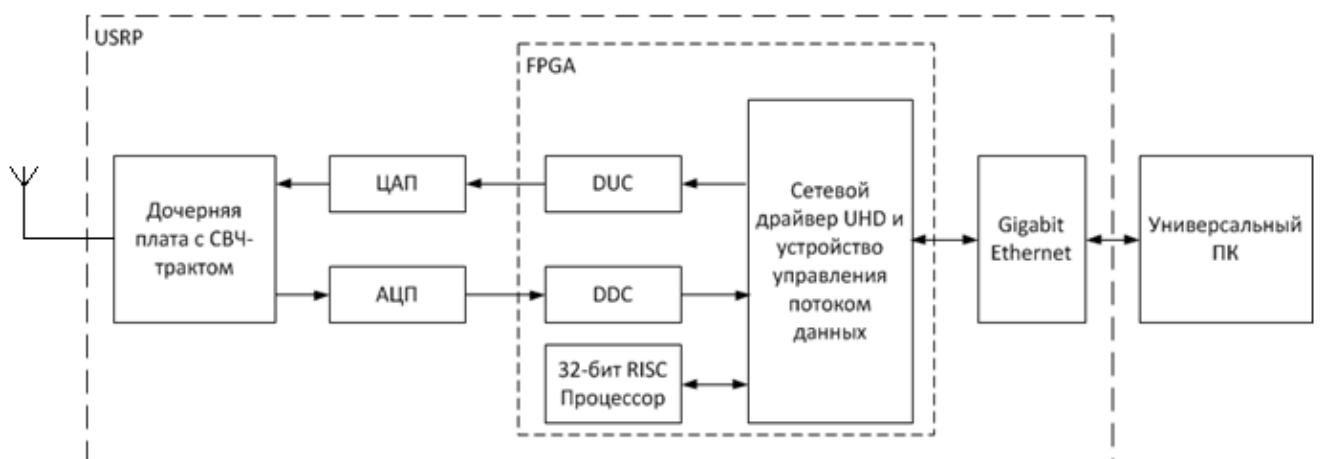 USRP
FPGA
Дочерняя
плата с СВЧ-
трактом
ЦАП
АЦП
DUC
DDC
32-бит RISC
Процессор
Сетевой
драйвер UHD и
устройство
управления
потоком
данных
Gigabit
Ethernet
Универсальный
ПК